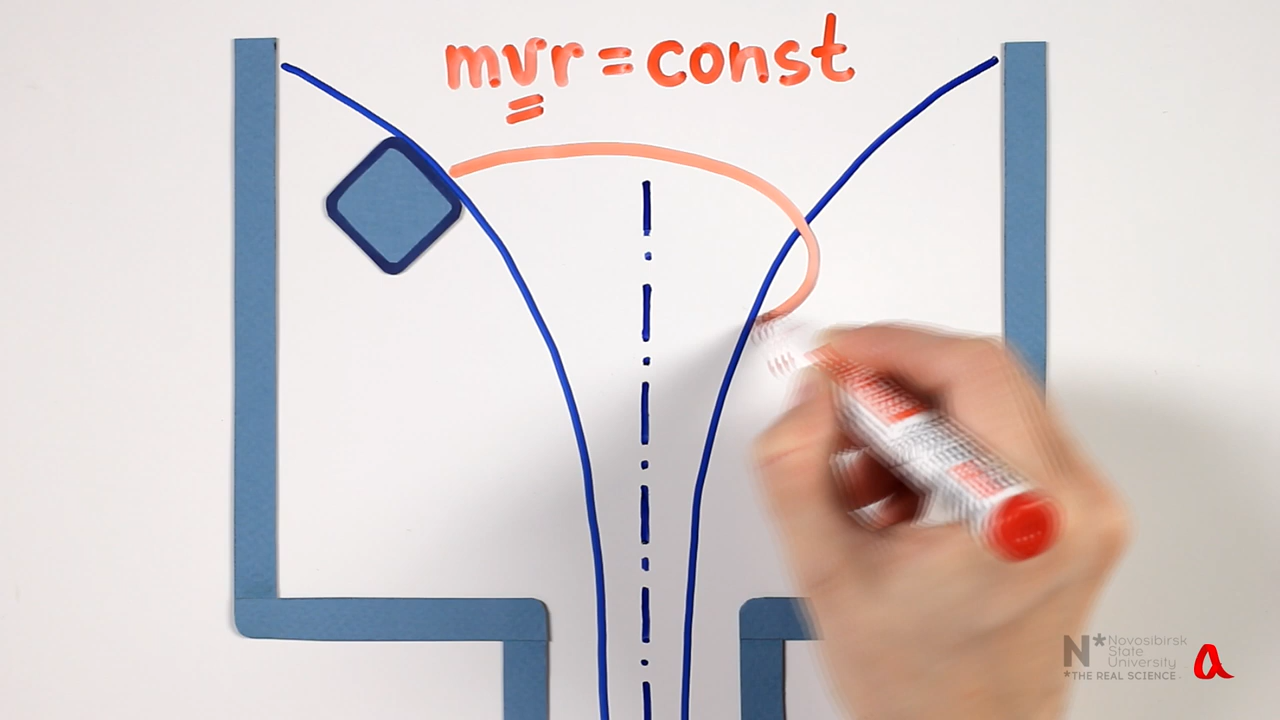 mvr = const
N* Novosibirsk
State
University
*THE REAL SCIENCE